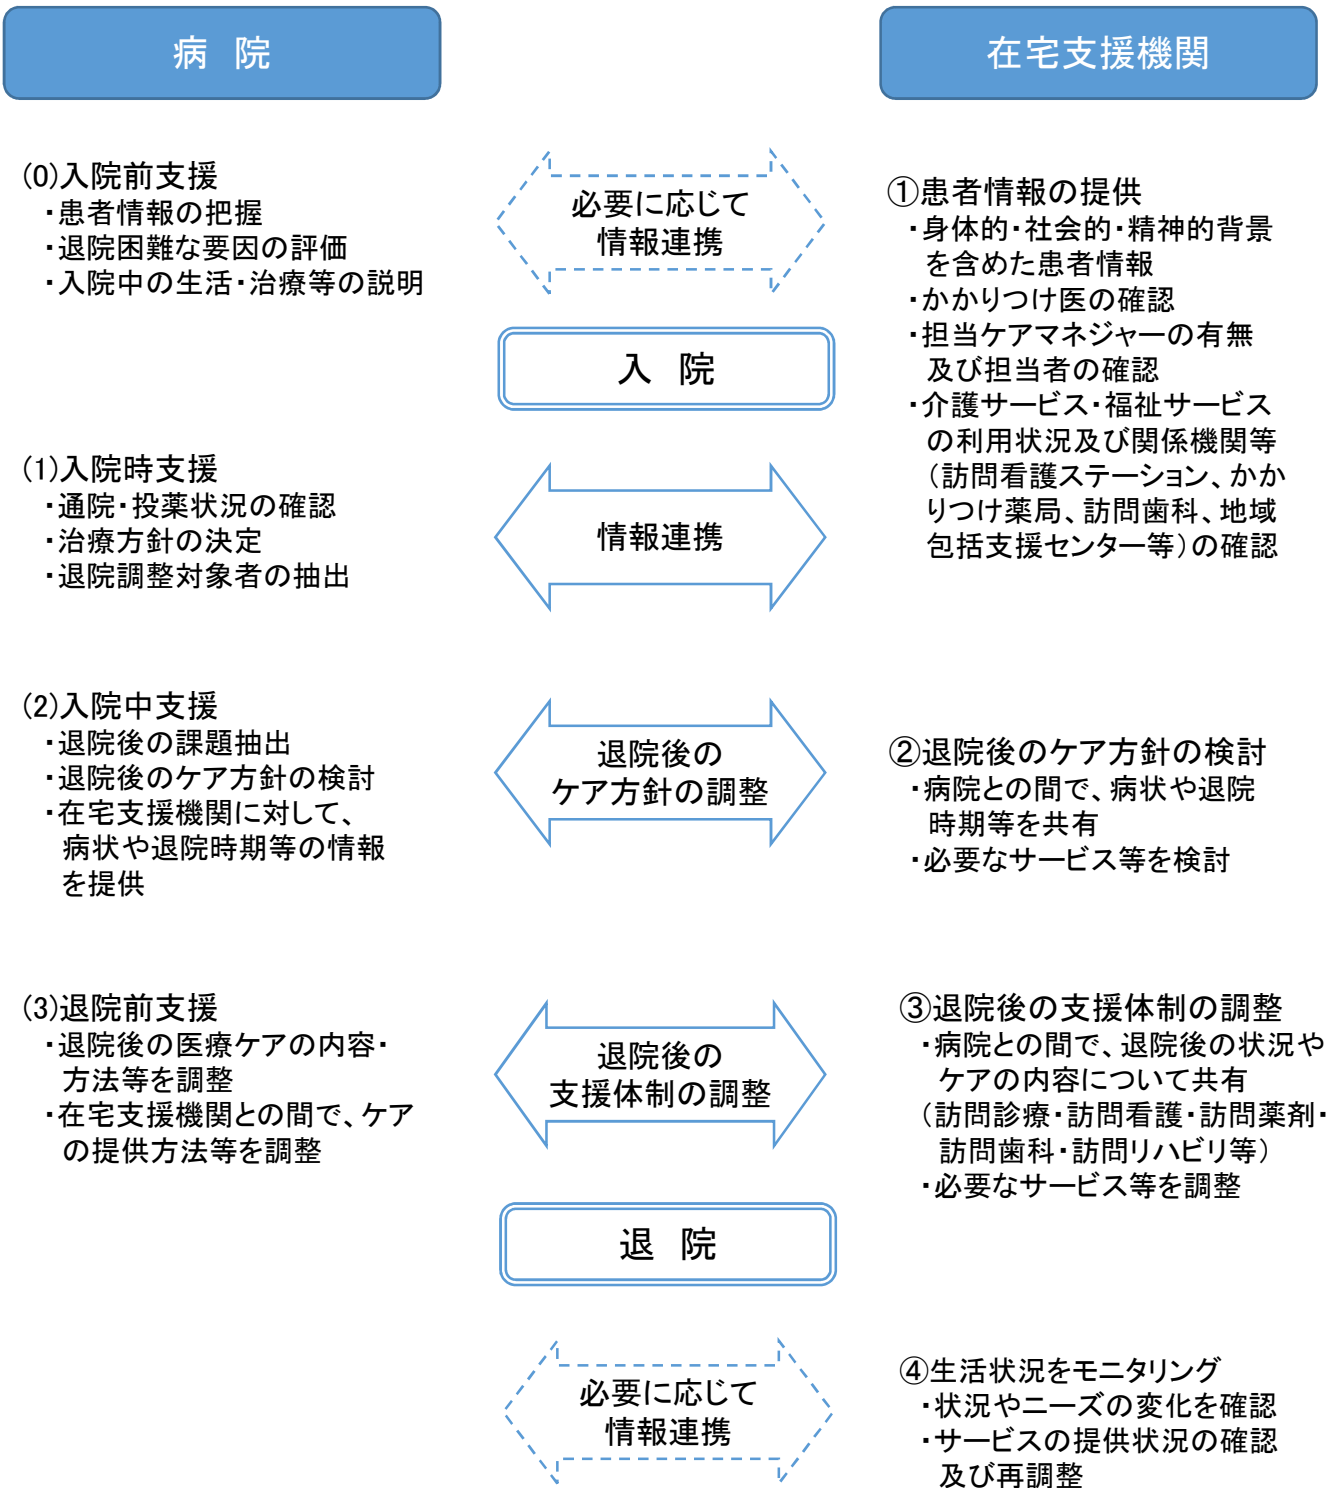 病 院
在宅支援機関
(0)入院前支援
・患者情報の把握
・退院困難な要因の評価
・入院中の生活・治療等の説明
必要に応じて
情報連携
①患者情報の提供
・身体的・社会的・精神的背景
を含めた患者情報
・かかりつけ医の確認
・担当ケアマネジャーの有無
及び担当者の確認
・介護サービス・福祉サービス
の利用状況及び関係機関等
（訪問看護ステーション、かか
りつけ薬局、訪問歯科、地域
包括支援センター等）の確認
入 院
(1)入院時支援
・通院・投薬状況の確認
・治療方針の決定
・退院調整対象者の抽出
情報連携
(2)入院中支援
・退院後の課題抽出
・退院後のケア方針の検討
・在宅支援機関に対して、
病状や退院時期等の情報
を提供
退院後の
ケア方針の調整
②退院後のケア方針の検討
・病院との間で、病状や退院
時期等を共有
・必要なサービス等を検討
(3)退院前支援
・退院後の医療ケアの内容・
方法等を調整
・在宅支援機関との間で、ケア
の提供方法等を調整
退院後の
支援体制の調整
③退院後の支援体制の調整
・病院との間で、退院後の状況や
ケアの内容について共有
（訪問診療・訪問看護・訪問薬剤・
訪問歯科・訪問リハビリ等）
・必要なサービス等を調整
退 院
必要に応じて
情報連携
④生活状況をモニタリング
・状況やニーズの変化を確認
・サービスの提供状況の確認
及び再調整